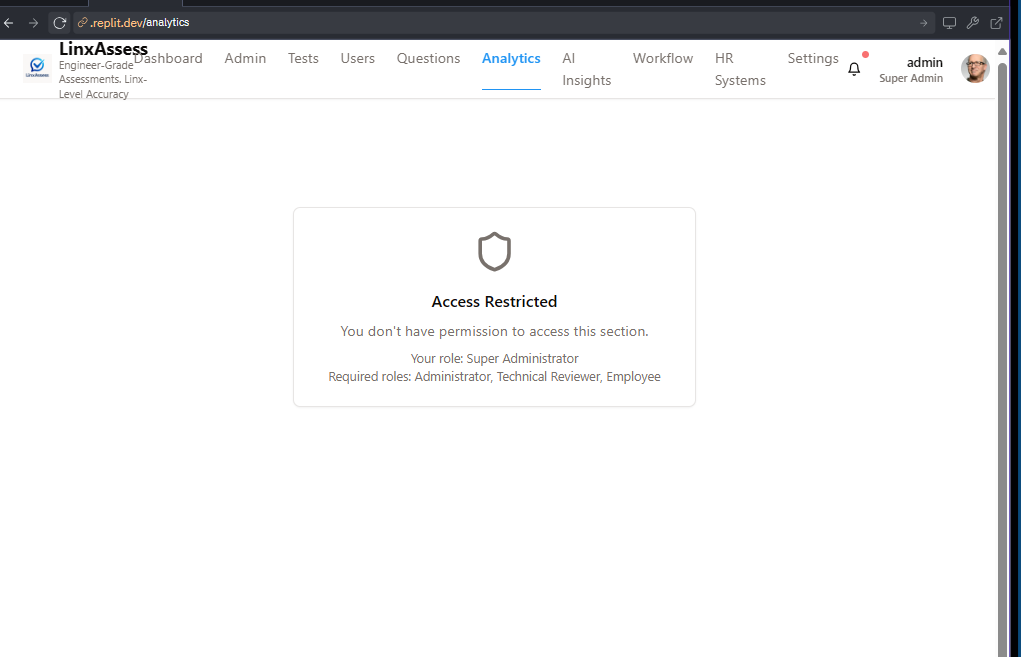 .replit.dev/analytics
LinxAssess
Engineer-Grade
Assessments. Linx-
Level Accuracy
Dashboard
Admin
Tests
Users
Questions
Analytics
AI
Insights
Workflow
HR
Systems
Settings
admin
Super Admin
Access Restricted
You don't have permission to access this section.
Your role: Super Administrator
Required roles: Administrator, Technical Reviewer, Employee